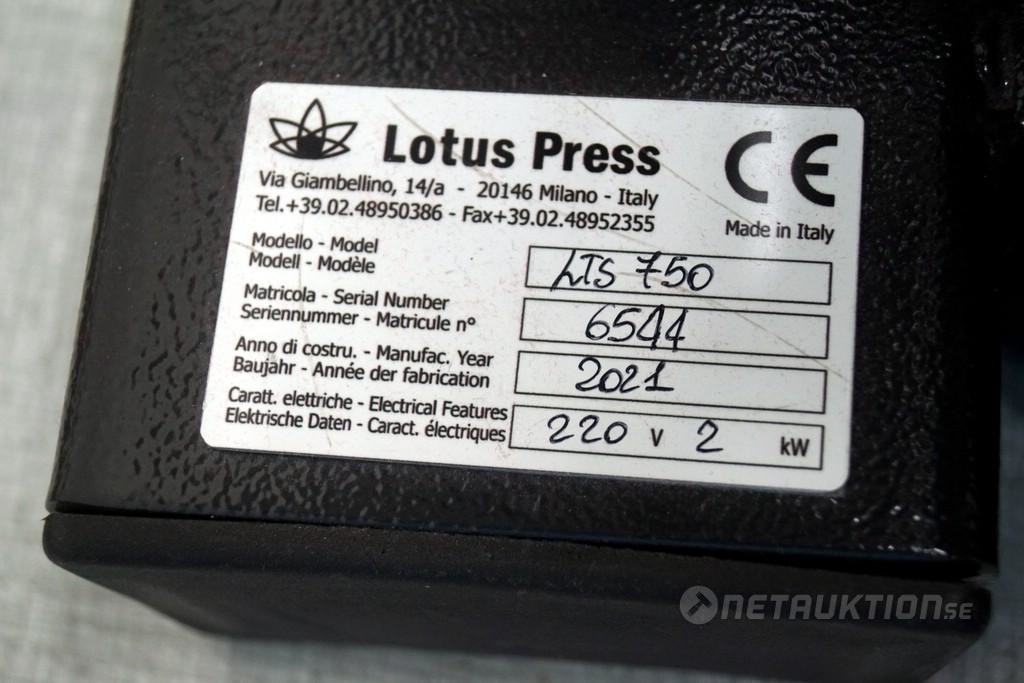 Lotus Press
CE
Via Giambellino, 14/a - 20146 Milano - Italy
Tel.+39.02.48950386 - Fax+39.02.48952355
Made in Italy
Modello - Model
Modell - Modèle
LTS 750
Matricola - Serial Number
Seriennummer - Matricule n°
6544
Anno di costru. - Manufac. Year
Baujahr - Année der fabrication
2021
Caratt. elettriche - Electrical Features
Elektrische Daten - Caract. électriques
220 V 2 kW
NETAUKTION.SE